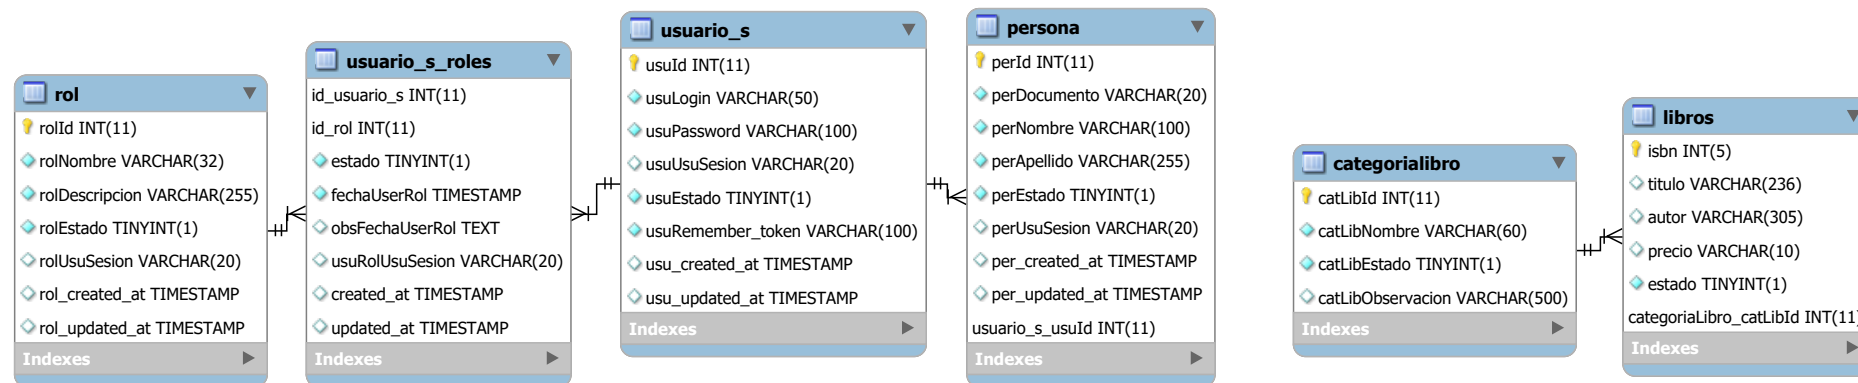 rol
rolId INT(11)
rolNombre VARCHAR(32)
rolDescripcion VARCHAR(255)
rolEstado TINYINT(1)
rolUsuSesion VARCHAR(20)
rol_created_at TIMESTAMP
rol_updated_at TIMESTAMP
Indexes
usuario_s_roles
id_usuario_s INT(11)
id_rol INT(11)
estado TINYINT(1)
fechaUserRol TIMESTAMP
obsFechaUserRol TEXT
usuRolUsuSesion VARCHAR(20)
created_at TIMESTAMP
updated_at TIMESTAMP
Indexes
usuario_s
usuId INT(11)
usuLogin VARCHAR(50)
usuPassword VARCHAR(100)
usuUsuSesion VARCHAR(20)
usuEstado TINYINT(1)
usuRemember_token VARCHAR(100)
usu_created_at TIMESTAMP
usu_updated_at TIMESTAMP
Indexes
persona
perId INT(11)
perDocumento VARCHAR(20)
perNombre VARCHAR(100)
perApellido VARCHAR(255)
perEstado TINYINT(1)
perUsuSesion VARCHAR(20)
per_created_at TIMESTAMP
per_updated_at TIMESTAMP
usuario_s_usuId INT(11)
Indexes
categorialibro
catLibId INT(11)
catLibNombre VARCHAR(60)
catLibEstado TINYINT(1)
catLibObservacion VARCHAR(500)
Indexes
libros
isbn INT(5)
titulo VARCHAR(236)
autor VARCHAR(305)
precio VARCHAR(10)
estado TINYINT(1)
categoriaLibro_catLibId INT(11)
Indexes